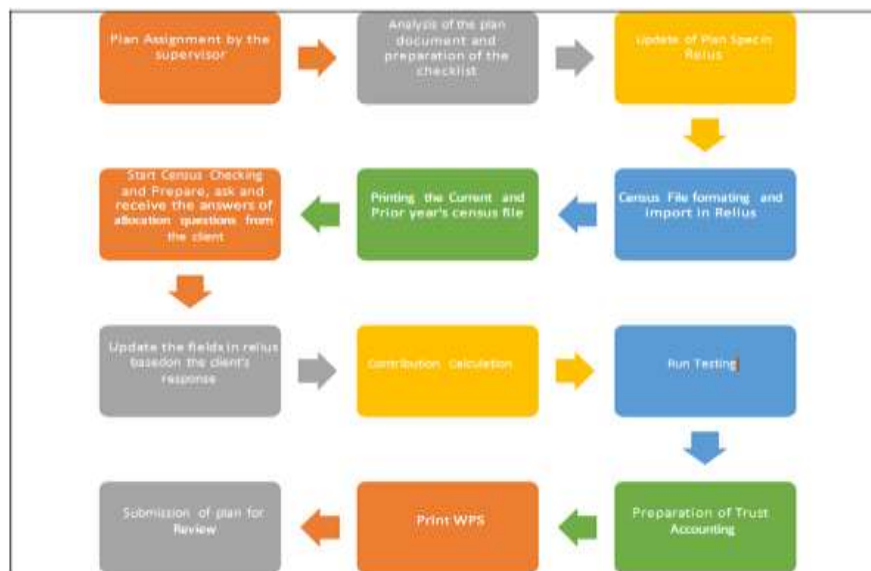 Plan Assignment by the
supervisor
Analysis of the plan
document and
preparation of the
checklist
Update of Plan Spec in
Relius
Census File formating and
import in Relius
Printing the Current and
Prior year's census file
Start Census Checking
and Prepare, ask and
receive the answers of
allocation questions from
the client
Update the fields in relius
basedon the client's
response
Contribution Calculation
Run Testing
Preparation of Trust
Accounting
Print WPS
Submission of plan for
Review